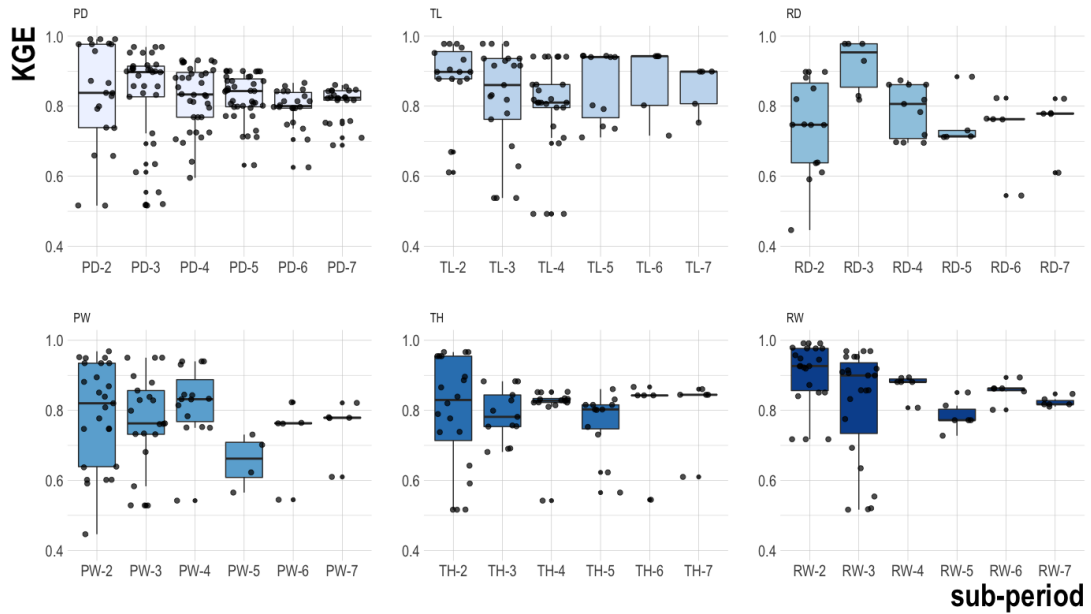 KGE
PD
TL
RD
1.0
0.8
0.6
0.4
PD-2 PD-3 PD-4 PD-5 PD-6 PD-7
1.0
0.8
0.6
0.4
TL-2 TL-3 TL-4 TL-5 TL-6 TL-7
1.0
0.8
0.6
0.4
RD-2 RD-3 RD-4 RD-5 RD-6 RD-7
PW
TH
RW
1.0
0.8
0.6
0.4
PW-2 PW-3 PW-4 PW-5 PW-6 PW-7
1.0
0.8
0.6
0.4
TH-2 TH-3 TH-4 TH-5 TH-6 TH-7
1.0
0.8
0.6
0.4
RW-2 RW-3 RW-4 RW-5 RW-6 RW-7
sub-period